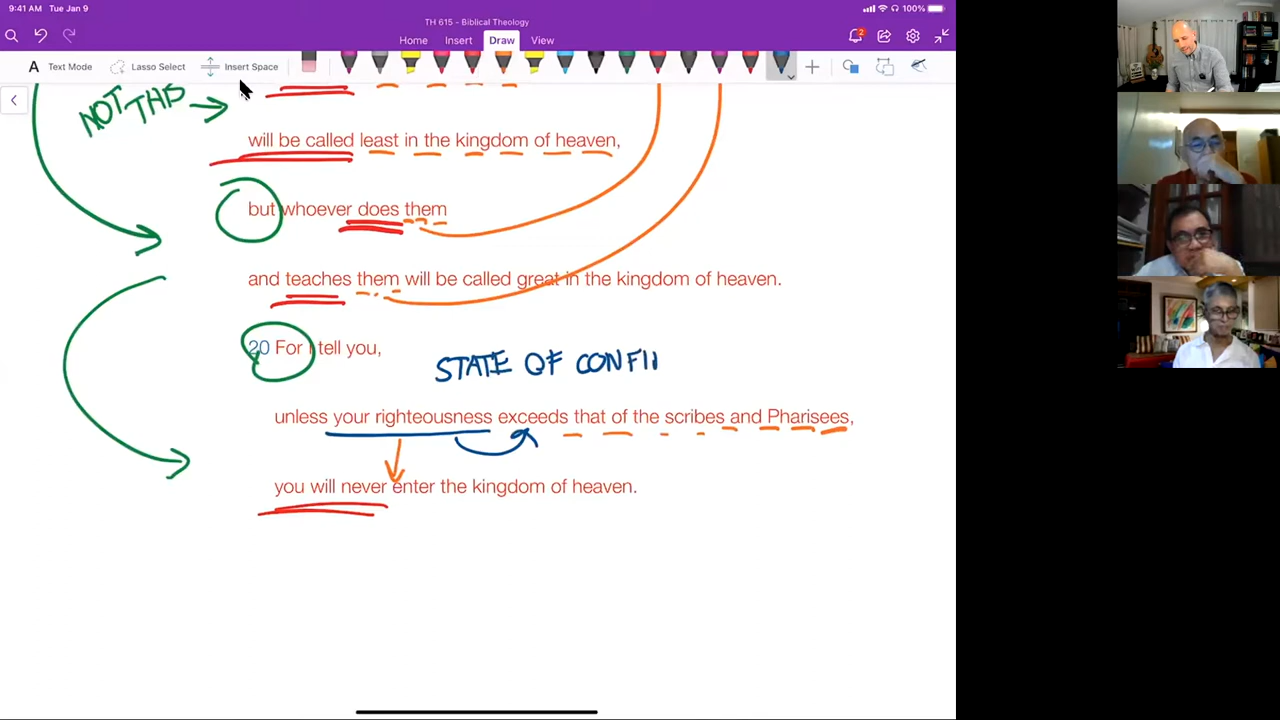 9:41 AM Tue Jan 9
100%
TH 615 - Biblical Theology
Home Insert Draw View
2
A Text Mode Lasso Select Insert Space
NOT THIS
will be called least in the kingdom of heaven,
but whoever does them
and teaches them will be called great in the kingdom of heaven.
20 For I tell you,
STATE OF CONFI
unless your righteousness exceeds that of the scribes and Pharisees,
you will never enter the kingdom of heaven.